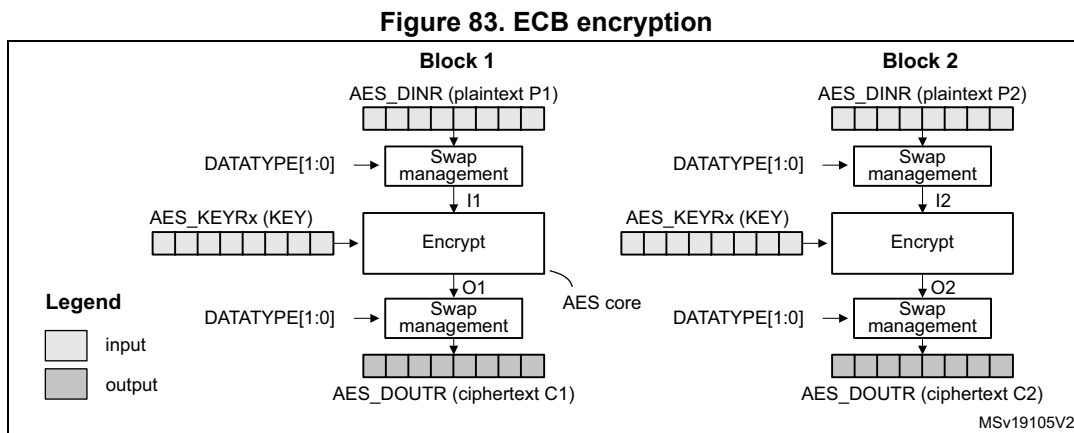 Figure 83. ECB encryption
Block 1
AES_DINR (plaintext P1)
DATATYPE[1:0]
Swap
management
I1
AES_KEYRx (KEY)
Encrypt
O1
AES core
DATATYPE[1:0]
Swap
management
AES_DOUTR (ciphertext C1)
Block 2
AES_DINR (plaintext P2)
DATATYPE[1:0]
Swap
management
I2
AES_KEYRx (KEY)
Encrypt
O2
DATATYPE[1:0]
Swap
management
AES_DOUTR (ciphertext C2)
Legend
input
output
MSv19105V2